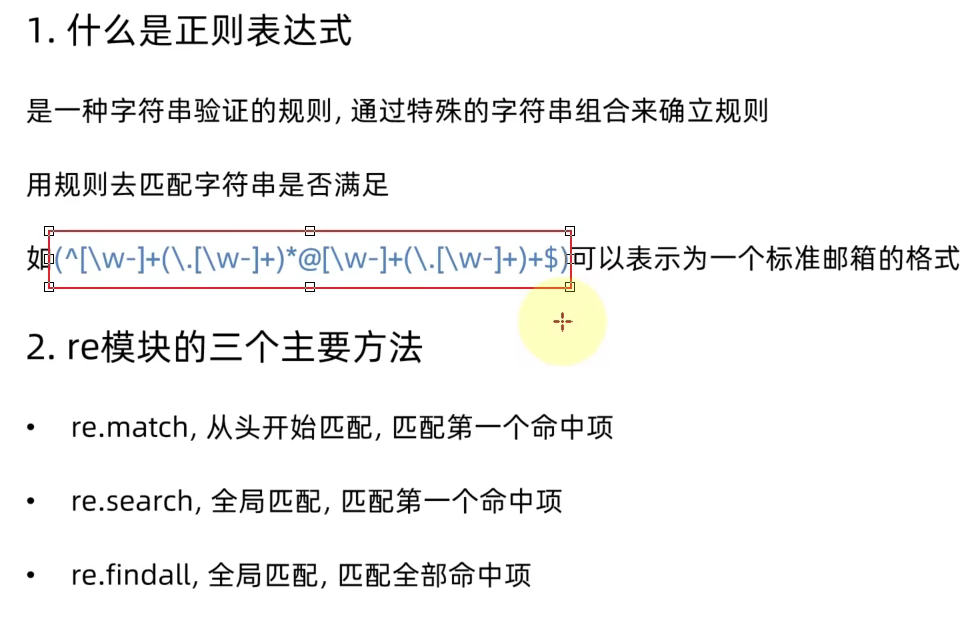 1. 什么是正则表达式
是一种字符串验证的规则, 通过特殊的字符串组合来确立规则
用规则去匹配字符串是否满足
如(^[\w-]+(\.[\w-]+)*@[\w-]+(\.[\w-]+)+$)可以表示为一个标准邮箱的格式
2. re模块的三个主要方法
• re.match, 从头开始匹配, 匹配第一个命中项
• re.search, 全局匹配, 匹配第一个命中项
• re.findall, 全局匹配, 匹配全部命中项